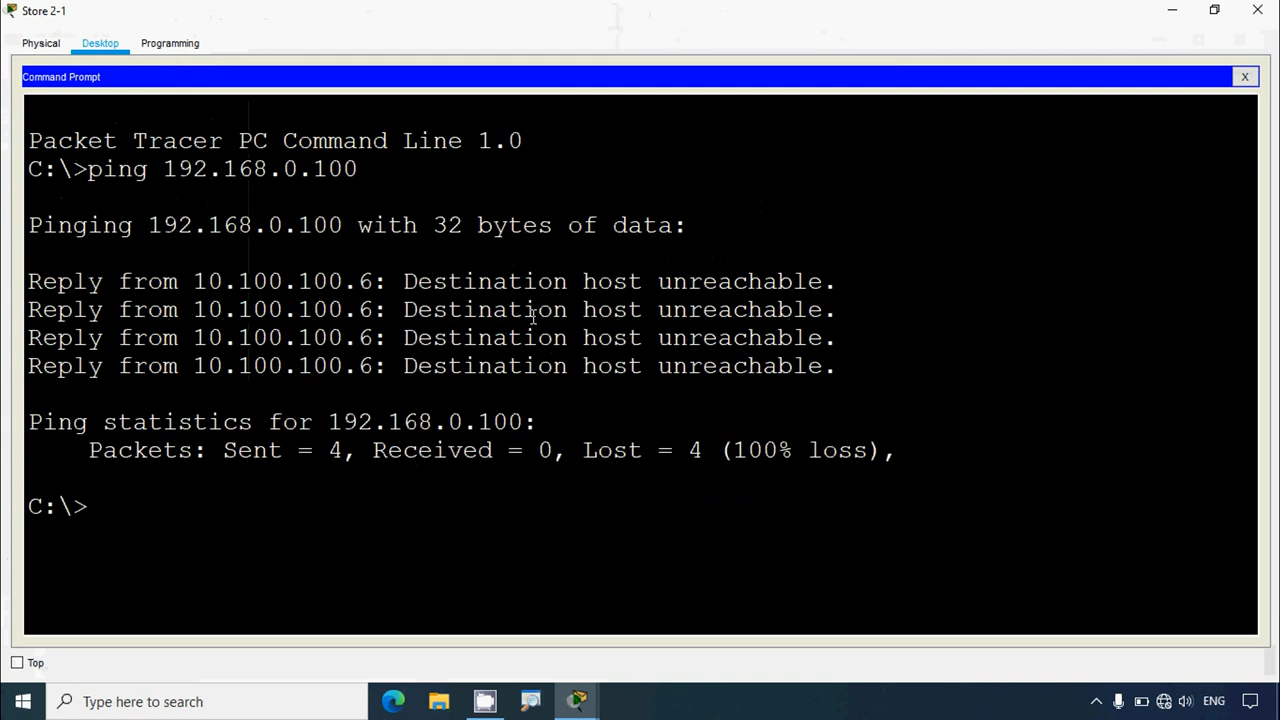 Store 2-1
Physical Desktop Programming
Command Prompt X
Packet Tracer PC Command Line 1.0
C:\>ping 192.168.0.100
Pinging 192.168.0.100 with 32 bytes of data:
Reply from 10.100.100.6: Destination host unreachable.
Reply from 10.100.100.6: Destination host unreachable.
Reply from 10.100.100.6: Destination host unreachable.
Reply from 10.100.100.6: Destination host unreachable.
Ping statistics for 192.168.0.100:
Packets: Sent = 4, Received = 0, Lost = 4 (100% loss),
C:\>
Top
Type here to search ENG